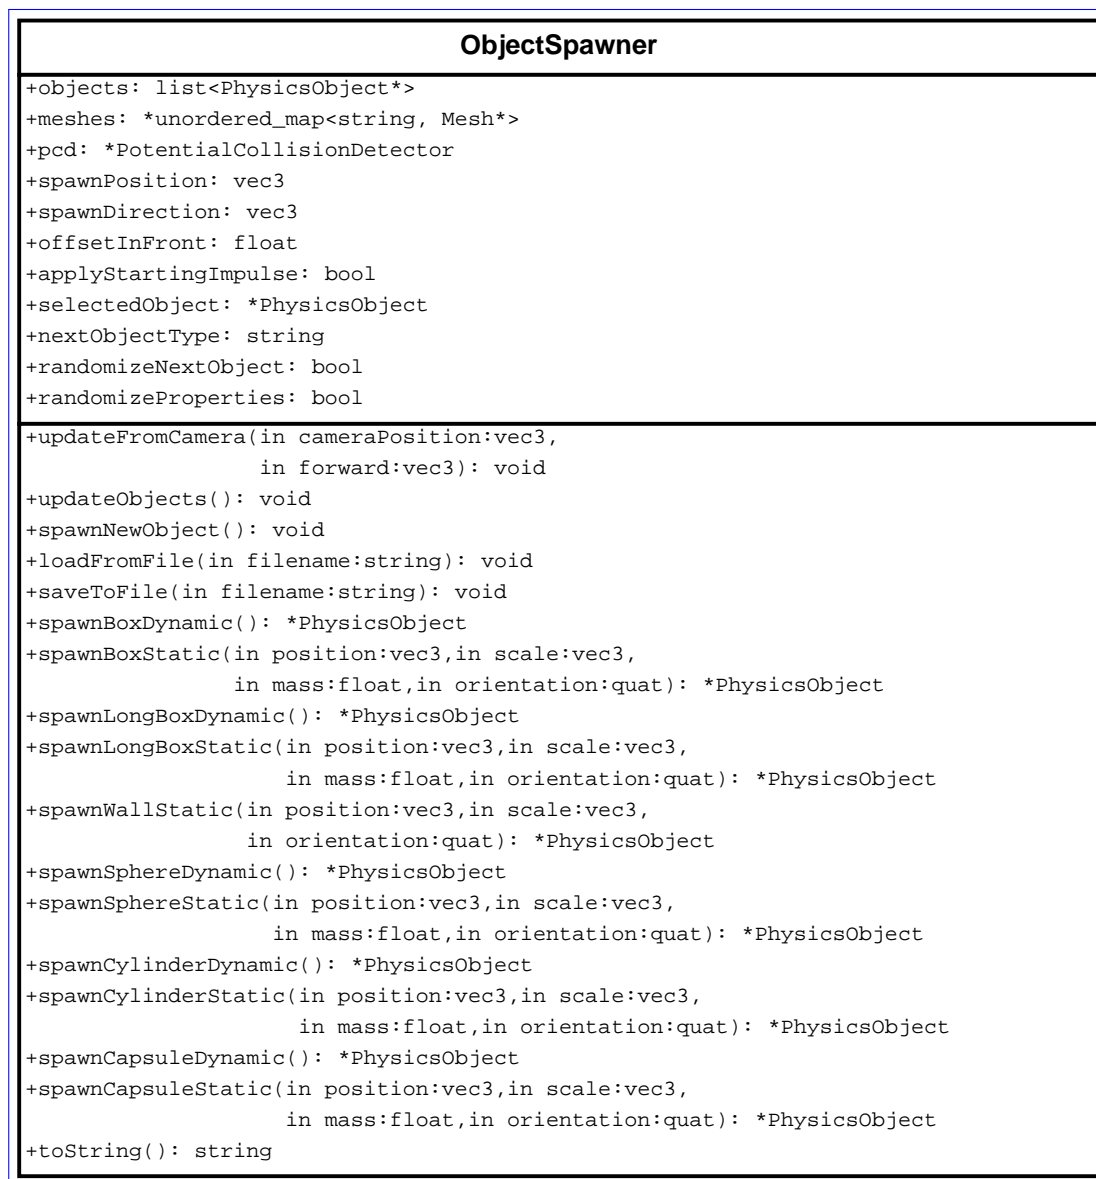 ObjectSpawner
+objects: list<PhysicsObject*>
+meshes: *unordered_map<string, Mesh*>
+pcd: *PotentialCollisionDetector
+spawnPosition: vec3
+spawnDirection: vec3
+offsetInFront: float
+applyStartingImpulse: bool
+selectedObject: *PhysicsObject
+nextObjectType: string
+randomizeNextObject: bool
+randomizeProperties: bool
+updateFromCamera(in cameraPosition:vec3,
in forward:vec3): void
+updateObjects(): void
+spawnNewObject(): void
+loadFromFile(in filename:string): void
+saveToFile(in filename:string): void
+spawnBoxDynamic(): *PhysicsObject
+spawnBoxStatic(in position:vec3,in scale:vec3,
in mass:float,in orientation:quat): *PhysicsObject
+spawnLongBoxDynamic(): *PhysicsObject
+spawnLongBoxStatic(in position:vec3,in scale:vec3,
in mass:float,in orientation:quat): *PhysicsObject
+spawnWallStatic(in position:vec3,in scale:vec3,
in orientation:quat): *PhysicsObject
+spawnSphereDynamic(): *PhysicsObject
+spawnSphereStatic(in position:vec3,in scale:vec3,
in mass:float,in orientation:quat): *PhysicsObject
+spawnCylinderDynamic(): *PhysicsObject
+spawnCylinderStatic(in position:vec3,in scale:vec3,
in mass:float,in orientation:quat): *PhysicsObject
+spawnCapsuleDynamic(): *PhysicsObject
+spawnCapsuleStatic(in position:vec3,in scale:vec3,
in mass:float,in orientation:quat): *PhysicsObject
+toString(): string